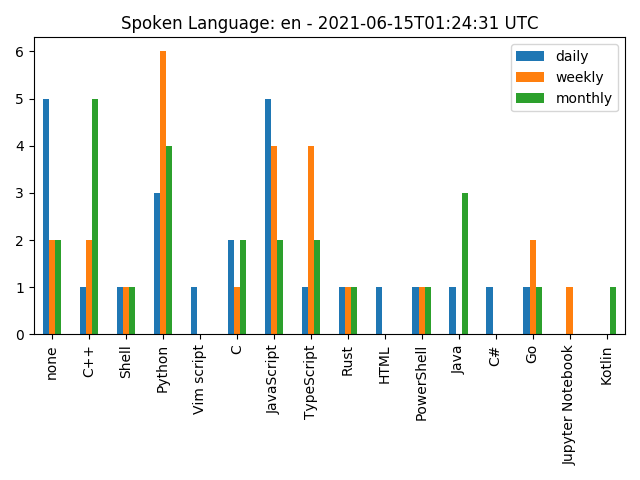 Spoken Language: en - 2021-06-15T01:24:31 UTC
daily
weekly
monthly
6
5
4
3
2
1
0
none
C++
Shell
Python
Vim script
C
JavaScript
TypeScript
Rust
HTML
PowerShell
Java
C#
Go
Jupyter Notebook
Kotlin